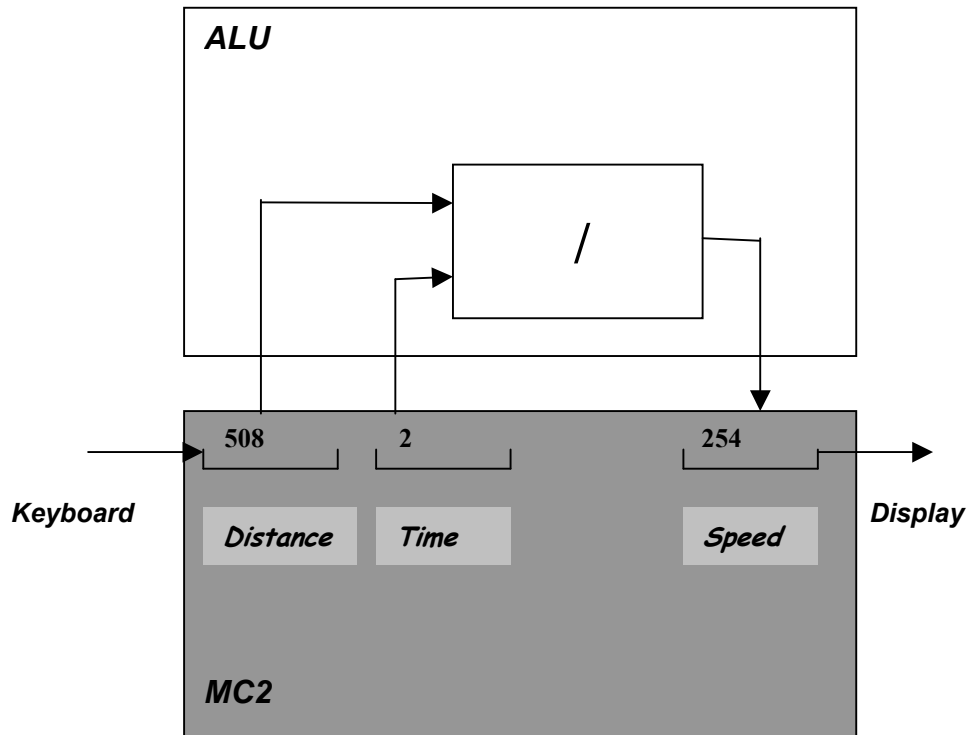 ALU
/
508 2 254
Keyboard
Display
Distance Time Speed
MC2